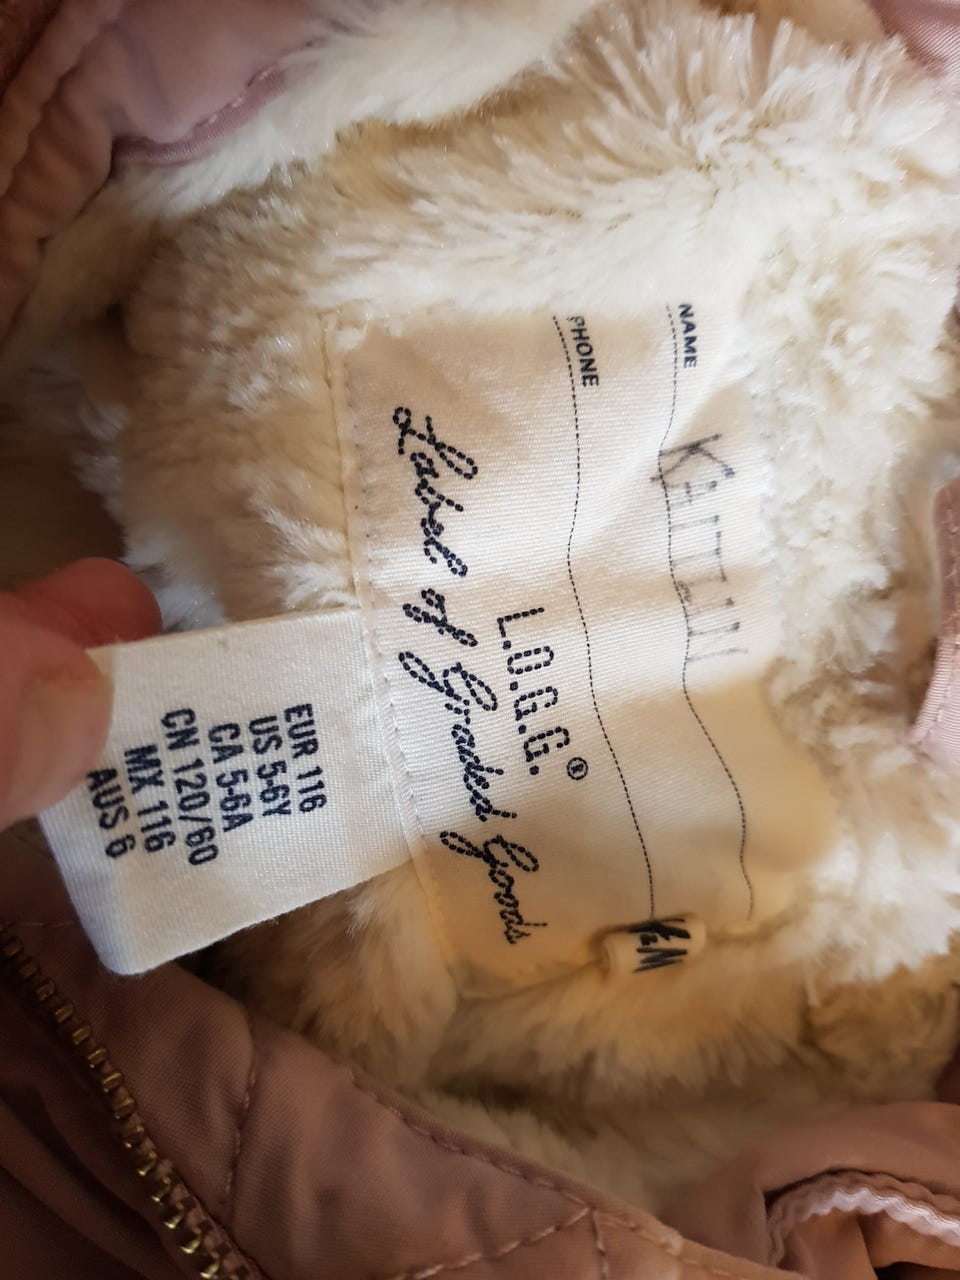 NAME
PHONE
L.O.G.G.®
Label of Graded Goods
H&M
EUR 116
US 5-6Y
CA 5-6A
CN 120/60
MX 116
AUS 6